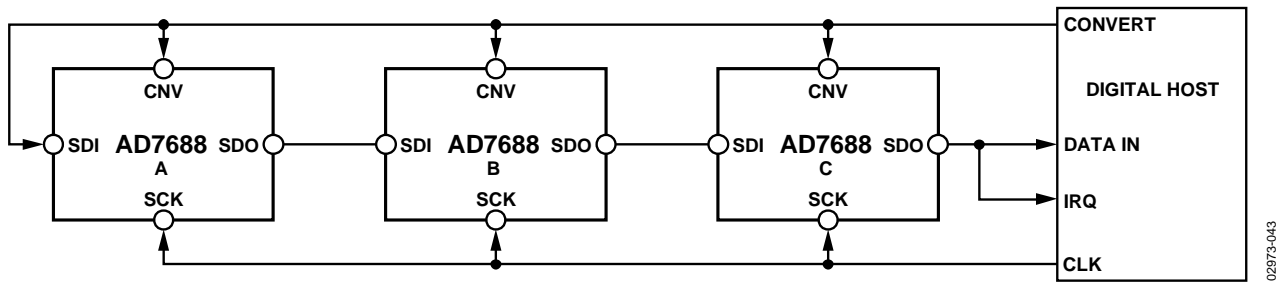 CONVERT
CNV
CNV
CNV
DIGITAL HOST
SDI AD7688 SDO
A
SDI AD7688 SDO
B
SDI AD7688 SDO
C
DATA IN
SCK
SCK
SCK
IRQ
CLK
02973-043